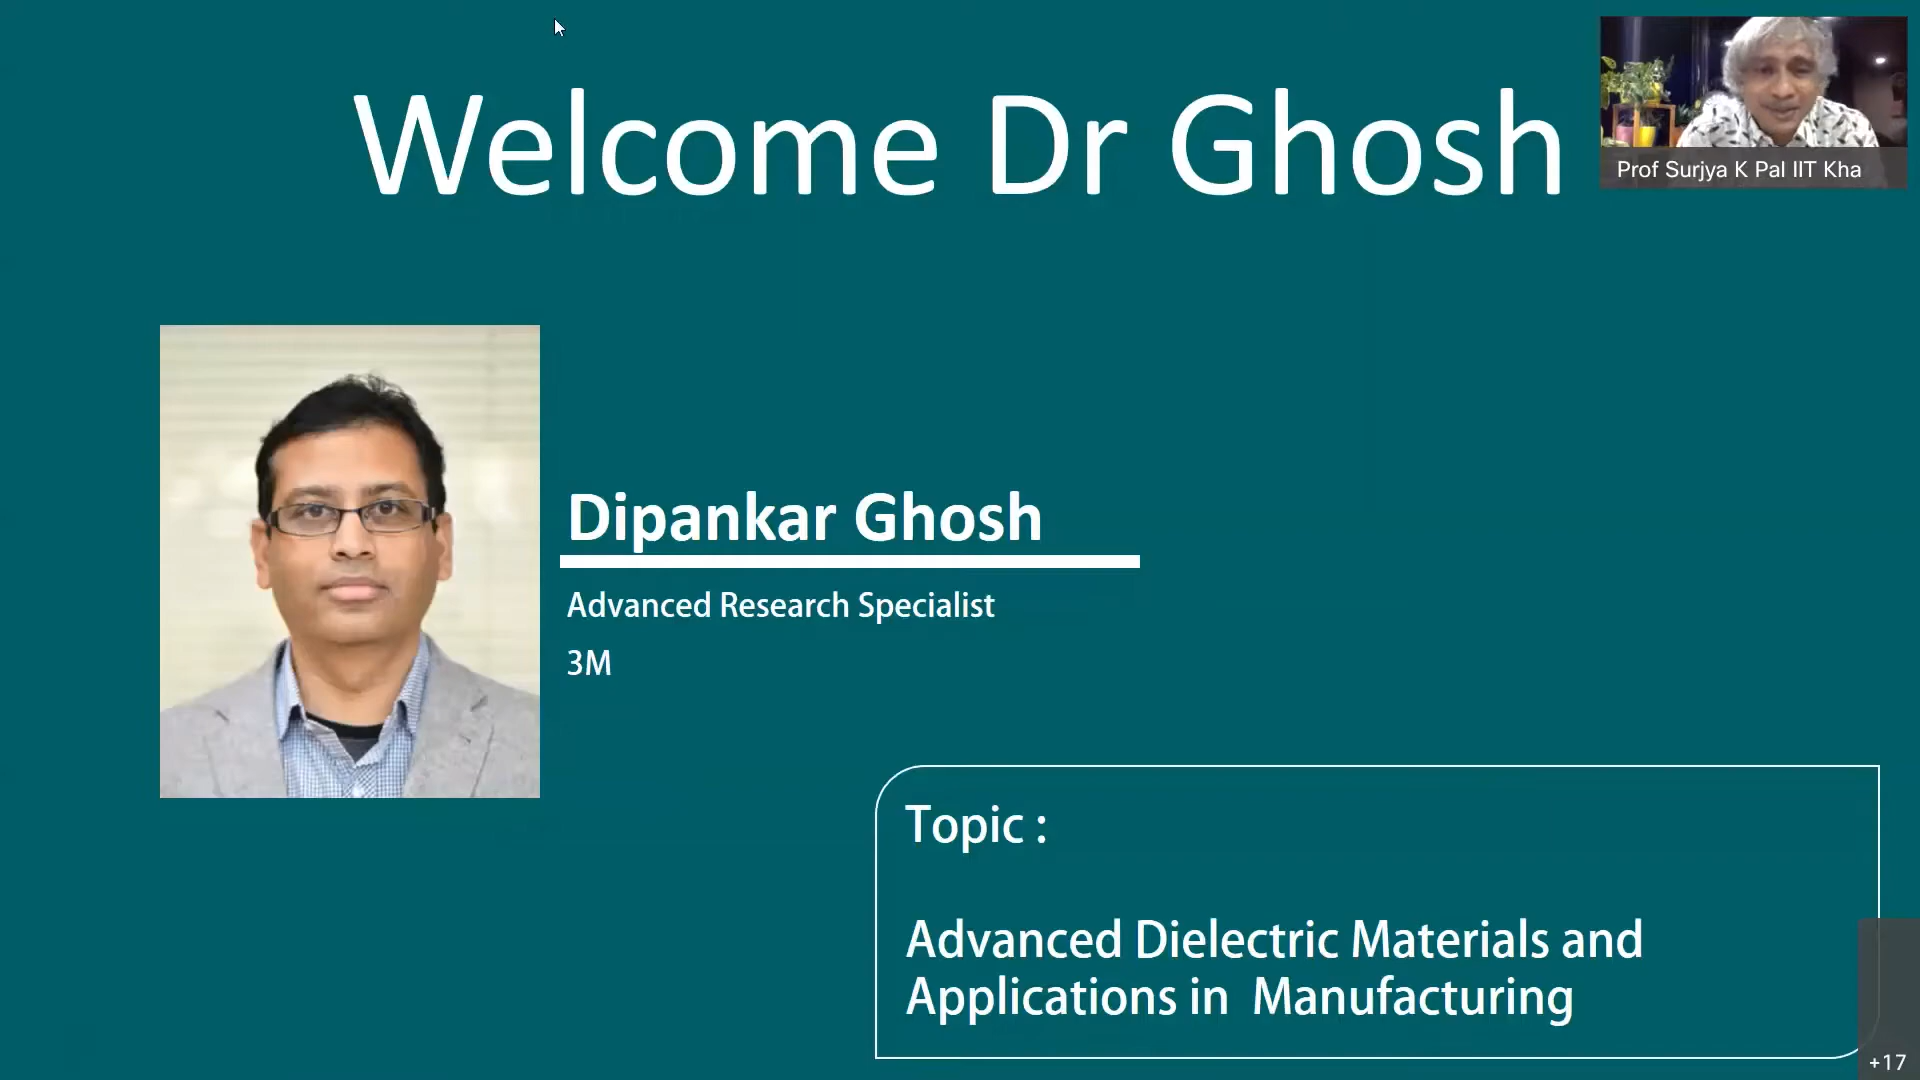 Welcome Dr Ghosh
Prof Surjya K Pal IIT Kha
Dipankar Ghosh
Advanced Research Specialist
3M
Topic :
Advanced Dielectric Materials and
Applications in  Manufacturing
+17